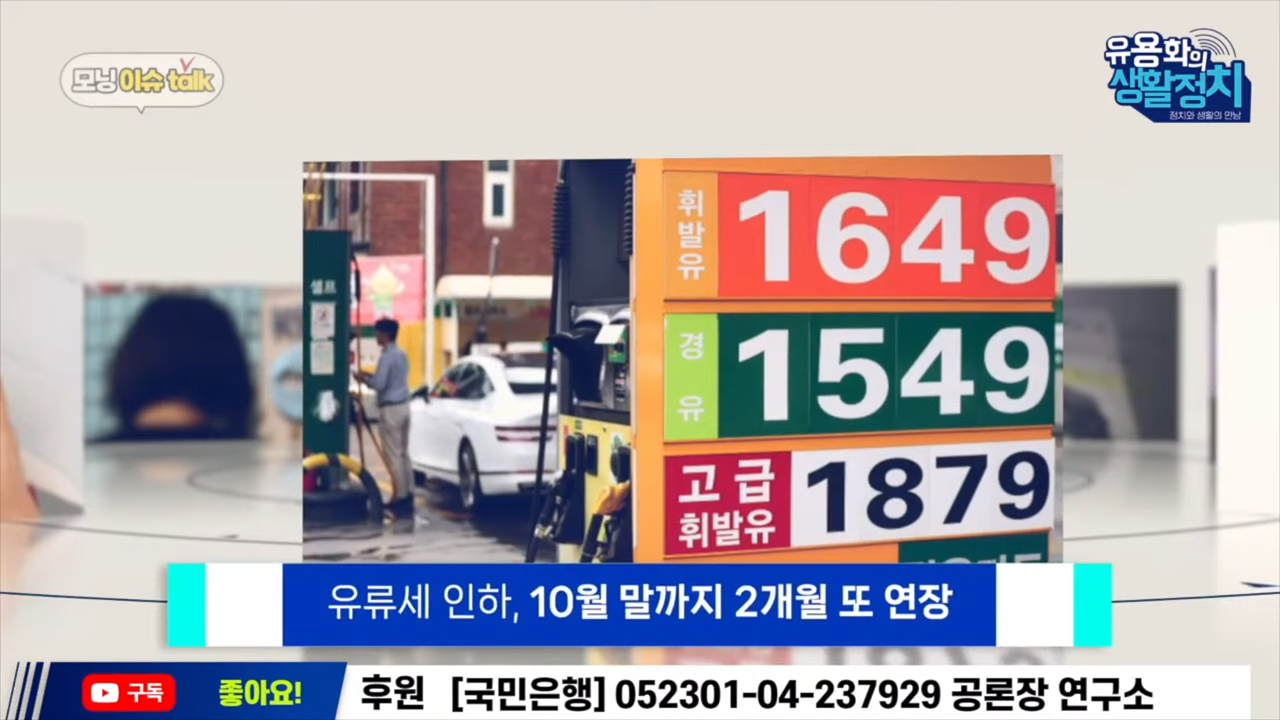 모닝이슈talk
유용화의
생활정치
정치와 생활의 만남
셀프
휘발유
1649
경유
1549
고급
휘발유
1879
유류세 인하, 10월 말까지 2개월 또 연장
구독
좋아요!
후원 [국민은행] 052301-04-237929 공론장 연구소